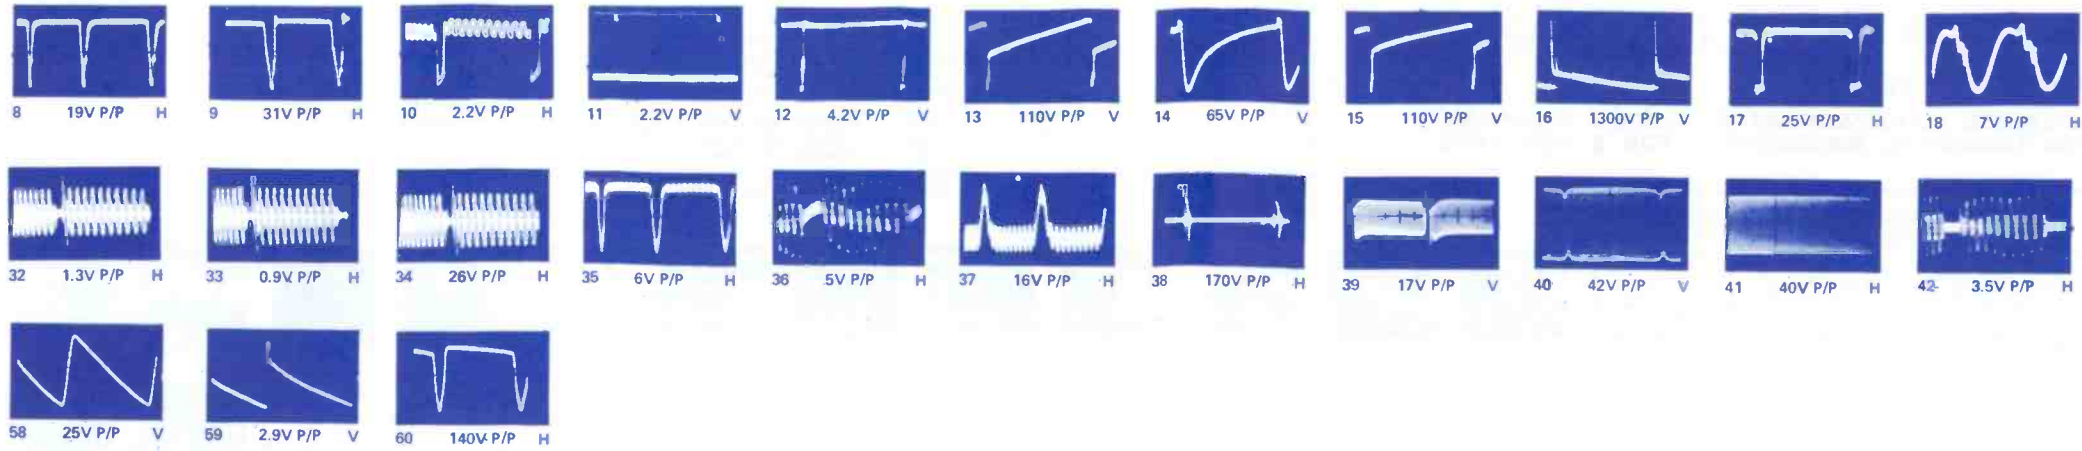 8 19V P/P H 9 31V P/P H 10 2.2V P/P H 11 2.2V P/P V 12 4.2V P/P V 13 110V P/P V 14 65V P/P V 15 110V P/P V 16 1300V P/P V 17 25V P/P H 18 7V P/P H
32 1.3V P/P H 33 0.9V P/P H 34 26V P/P H 35 6V P/P H 36 .5V P/P H 37 16V P/P H 38 170V P/P H 39 17V P/P V 40 42V P/P V 41 40V P/P H 42 3.5V P/P H
58 25V P/P V 59 2.9V P/P V 60 140V P/P H